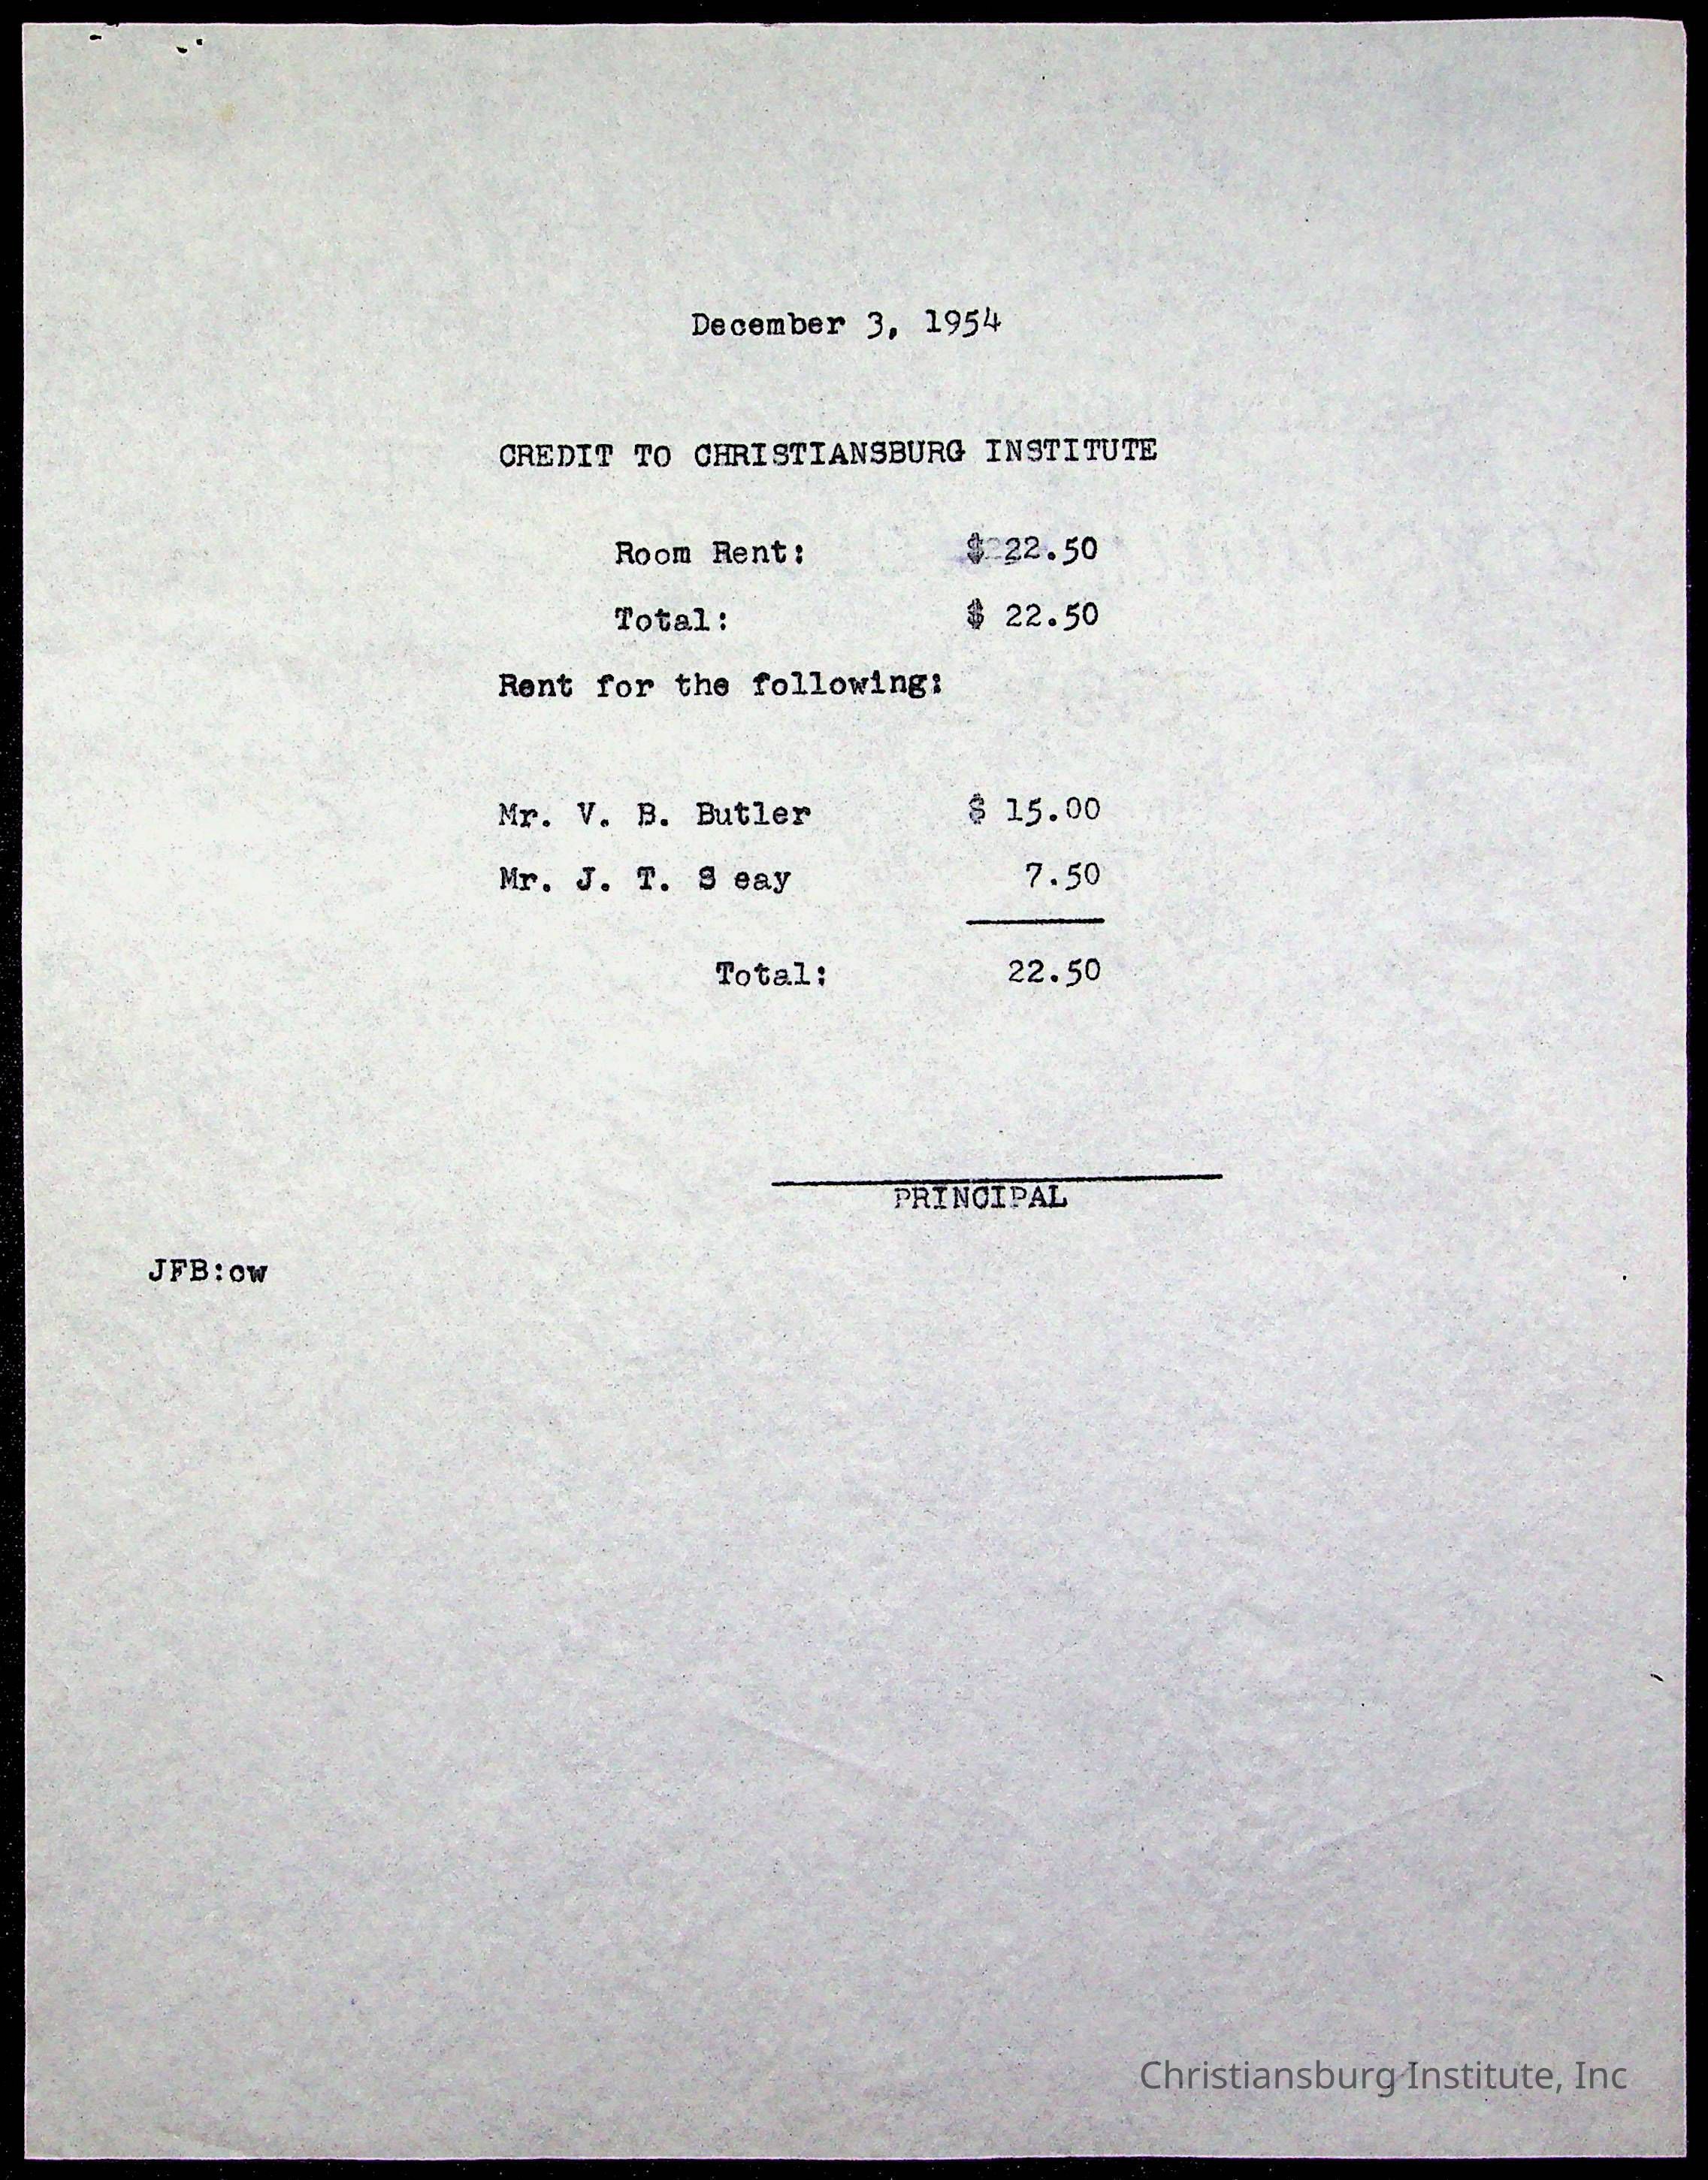 December 3, 1954
CREDIT TO CHRISTIANSBURG INSTITUTE
Room Rent: $ 22.50
Total: $ 22.50
Rent for the following:
Mr. V. B. Butler $ 15.00
Mr. J. T. S eay 7.50
Total: 22.50
PRINCIPAL
JFB:cw
Christiansburg Institute, Inc